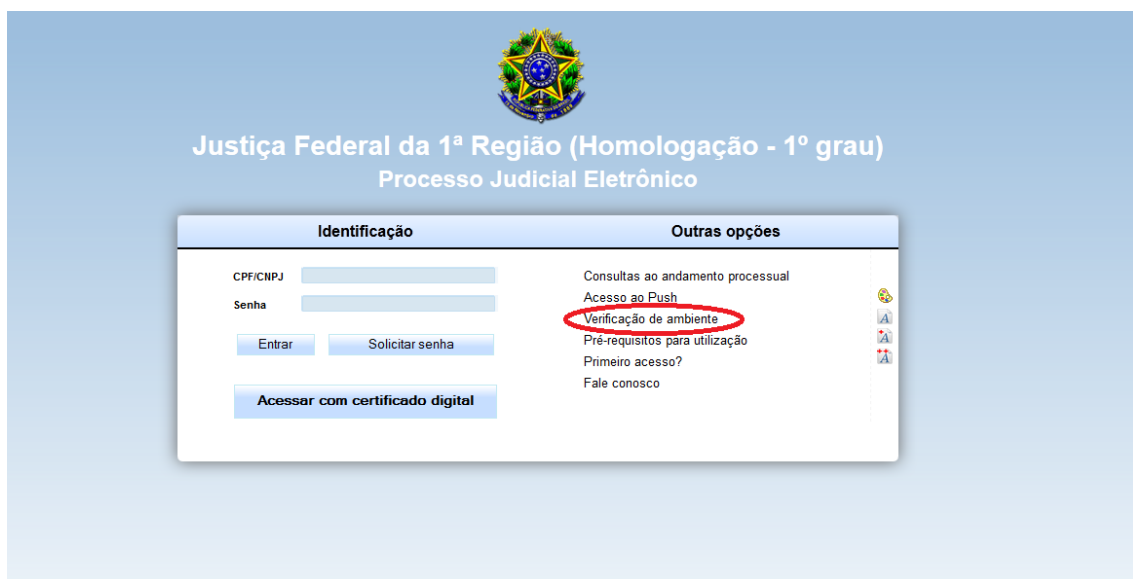 Justiça Federal da 1ª Região (Homologação - 1º grau)
Processo Judicial Eletrônico
Identificação
CPF/CNPJ
Senha
Entrar
Solicitar senha
Acessar com certificado digital
Outras opções
Consultas ao andamento processual
Acesso ao Push
Verificação de ambiente
Pré-requisitos para utilização
Primeiro acesso?
Fale conosco
A
A
A